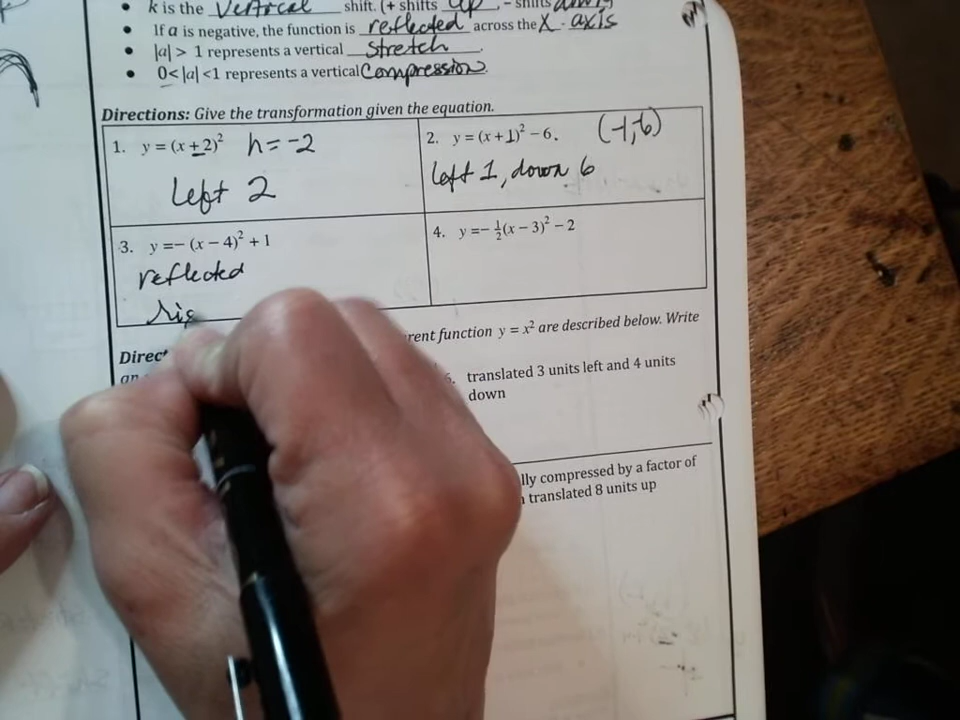 k is the Vertical shift. (+ shifts up, - shifts
• If a is negative, the function is reflected across the X - axis
• |a| > 1 represents a vertical Stretch.
• 0 < |a| < 1 represents a vertical Compression.
Directions: Give the transformation given the equation.
1. y = (x + 2)² h = -2
Left 2
2. y = (x + 1)² – 6. (-1,-6)
left 1, down 6
3. y = – (x – 4)² + 1
reflected
rig
4. y = – ½(x – 3)² – 2
Direct
rent function y = x² are described below. Write
an
6. translated 3 units left and 4 units
down
lly compressed by a factor of
translated 8 units up